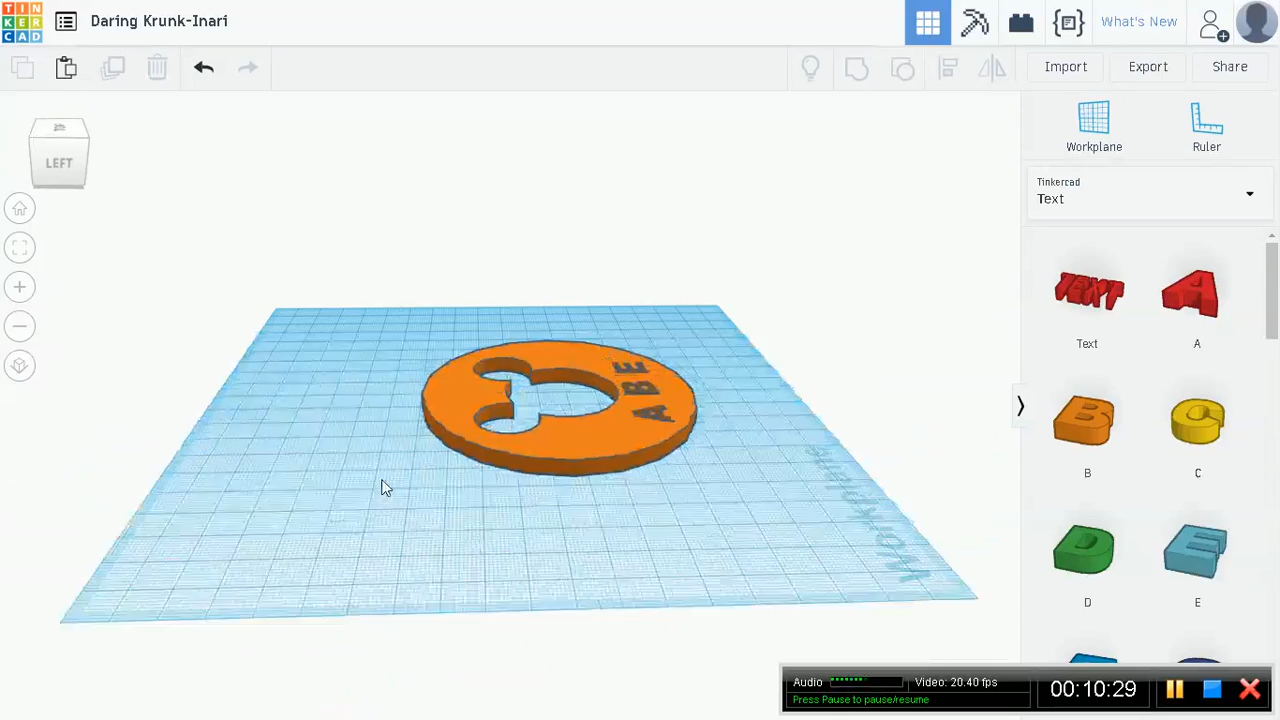 TIN
KER
CAD
Daring Krunk-Inari
What's New
Import
Export
Share
LEFT
Workplane
Ruler
Tinkercad
Text
TEXT
A
Text
A
B
C
B
C
D
E
D
E
ABE
Workplane
Audio
Video: 20.40 fps
Press Pause to pause/resume
00:10:29